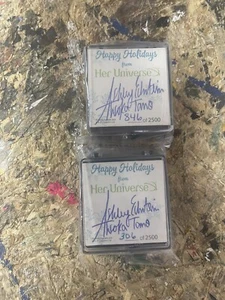 Happy Holidays
from
Her Universe!
Ashley Eckstein
Ahsoka Tano
346 of 2500
Happy Holidays
from
Her Universe!
Ashley Eckstein
Ahsoka Tano
306 of 2500